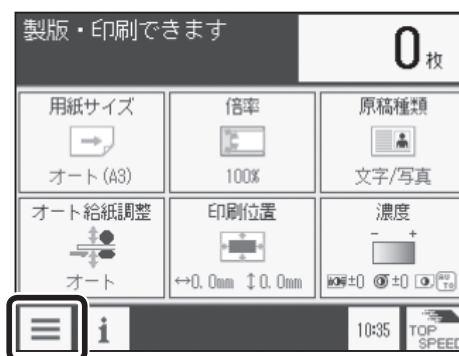 製版・印刷できます
0枚
用紙サイズ
オート(A3)
倍率
100%
原稿種類
文字/写真
オート給紙調整
オート
印刷位置
↔0.0mm ↕0.0mm
濃度
- +
±0 ±0 AUTO
i
10:35
TOP SPEED